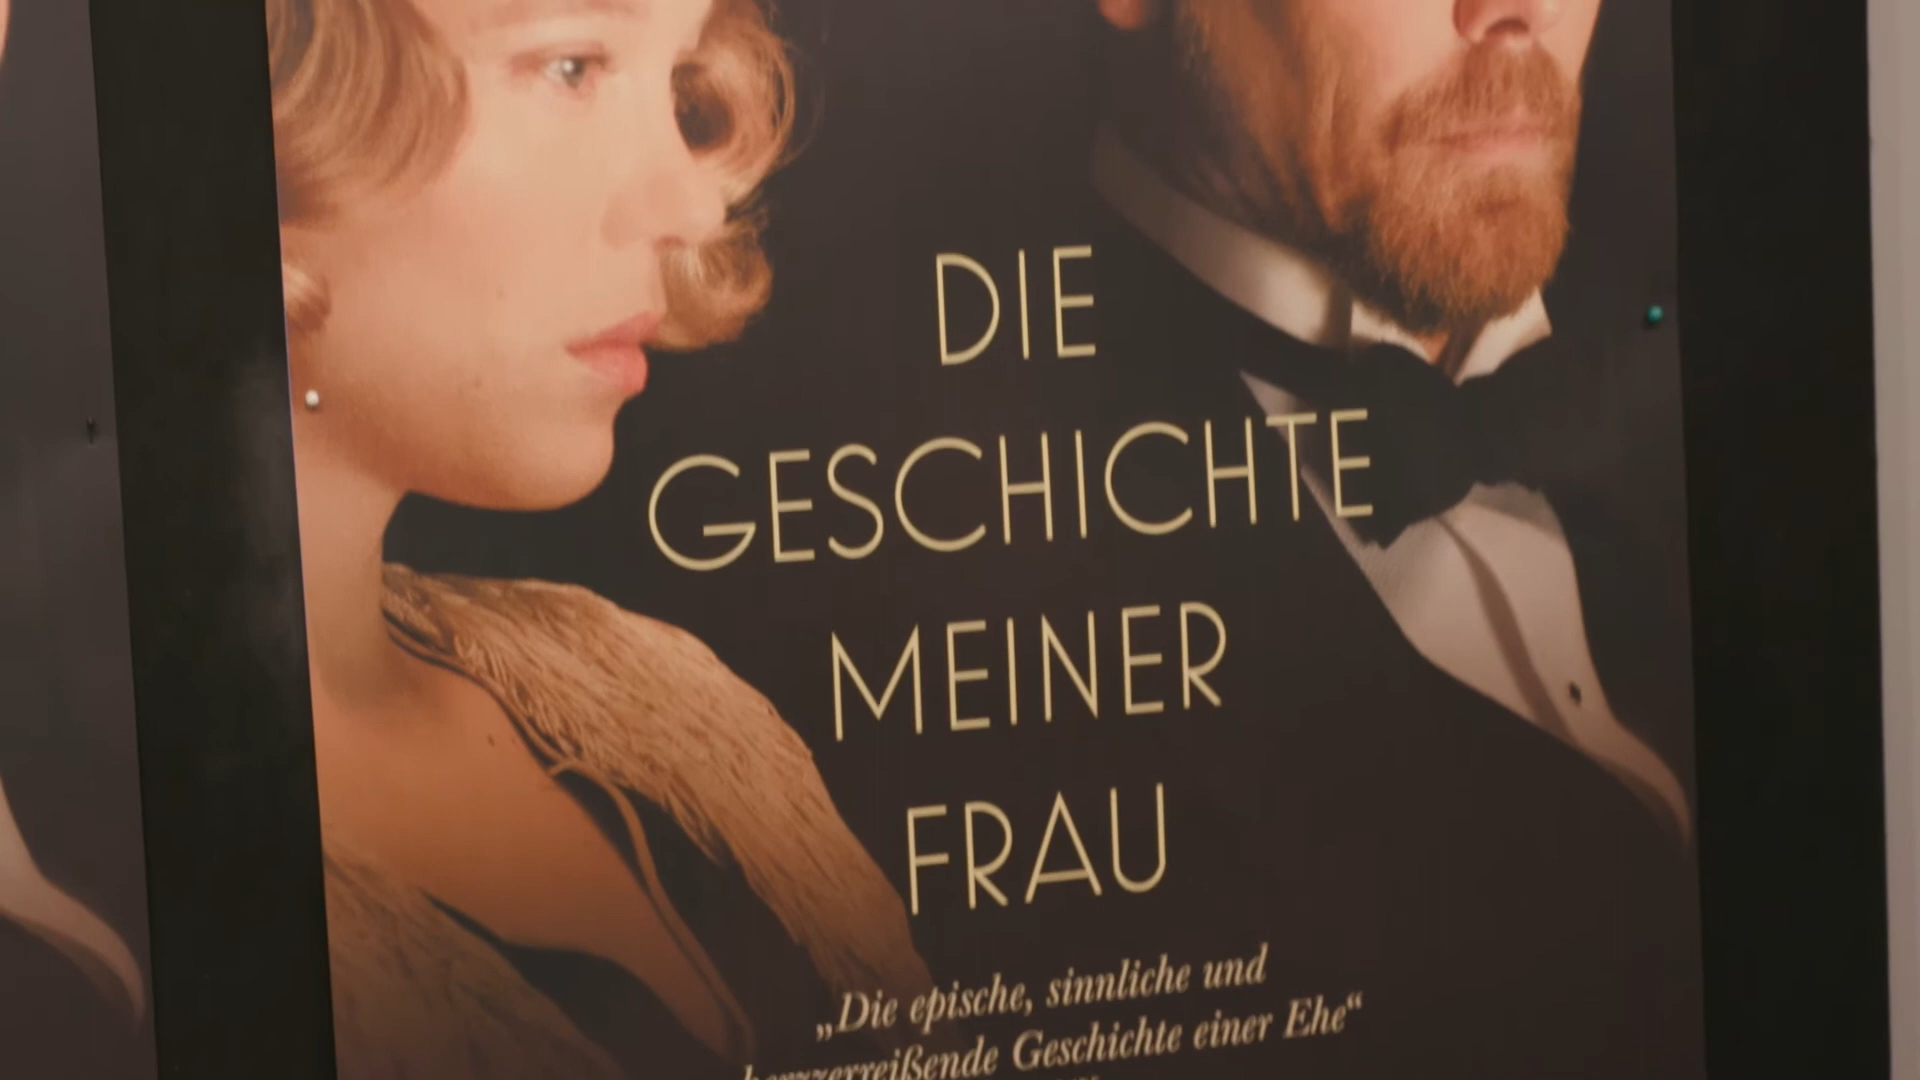 DIE
GESCHICHTE
MEINER
FRAU
„Die epische, sinnliche und
herzzerreißende Geschichte einer Ehe“